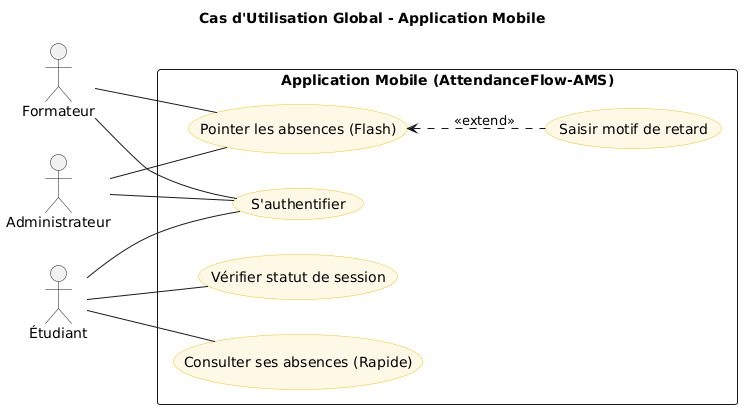 Cas d'Utilisation Global - Application Mobile
Application Mobile (AttendanceFlow-AMS)
Formateur
Pointer les absences (Flash)
«extend»
Saisir motif de retard
Administrateur
S'authentifier
Vérifier statut de session
Étudiant
Consulter ses absences (Rapide)